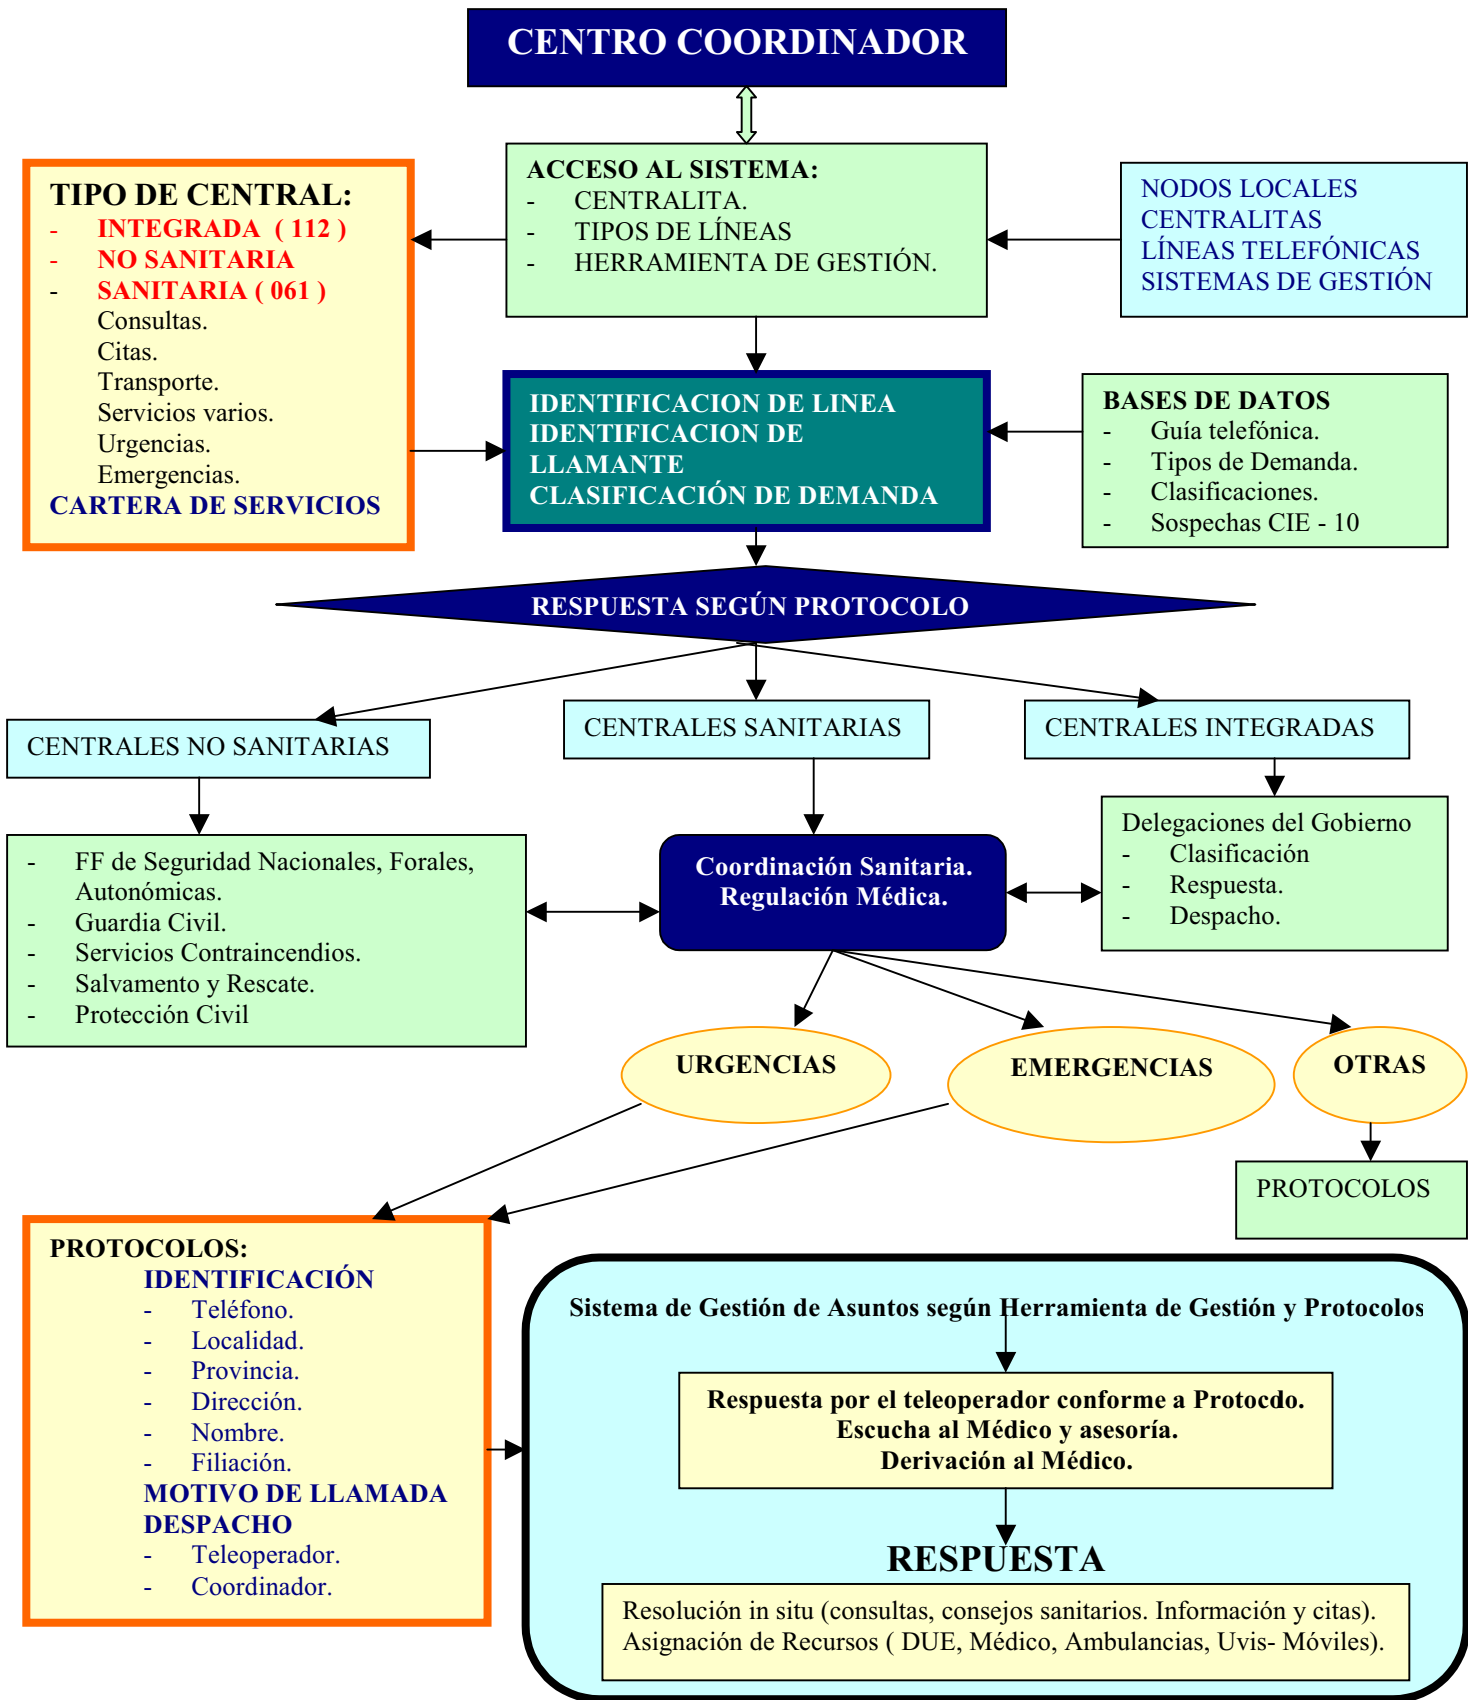 CENTRO COORDINADOR
ACCESO AL SISTEMA:
- CENTRALITA.
- TIPOS DE LÍNEAS
- HERRAMIENTA DE GESTIÓN.
NODOS LOCALES
CENTRALITAS
LÍNEAS TELEFÓNICAS
SISTEMAS DE GESTIÓN
TIPO DE CENTRAL:
- INTEGRADA ( 112 )
- NO SANITARIA
- SANITARIA ( 061 )
Consultas.
Citas.
Transporte.
Servicios varios.
Urgencias.
Emergencias.
CARTERA DE SERVICIOS
IDENTIFICACION DE LINEA
IDENTIFICACION DE
LLAMANTE
CLASIFICACIÓN DE DEMANDA
BASES DE DATOS
- Guía telefónica.
- Tipos de Demanda.
- Clasificaciones.
- Sospechas CIE - 10
RESPUESTA SEGÚN PROTOCOLO
CENTRALES NO SANITARIAS
CENTRALES SANITARIAS
CENTRALES INTEGRADAS
- FF de Seguridad Nacionales, Forales,
Autonómicas.
- Guardia Civil.
- Servicios Contraincendios.
- Salvamento y Rescate.
- Protección Civil
Coordinación Sanitaria.
Regulación Médica.
Delegaciones del Gobierno
- Clasificación
- Respuesta.
- Despacho.
URGENCIAS
EMERGENCIAS
OTRAS
PROTOCOLOS
PROTOCOLOS:
IDENTIFICACIÓN
- Teléfono.
- Localidad.
- Provincia.
- Dirección.
- Nombre.
- Filiación.
MOTIVO DE LLAMADA
DESPACHO
- Teleoperador.
- Coordinador.
Sistema de Gestión de Asuntos según Herramienta de Gestión y Protocolos
Respuesta por el teleoperador conforme a Protocdo.
Escucha al Médico y asesoría.
Derivación al Médico.
RESPUESTA
Resolución in situ (consultas, consejos sanitarios. Información y citas).
Asignación de Recursos ( DUE, Médico, Ambulancias, Uvis- Móviles).